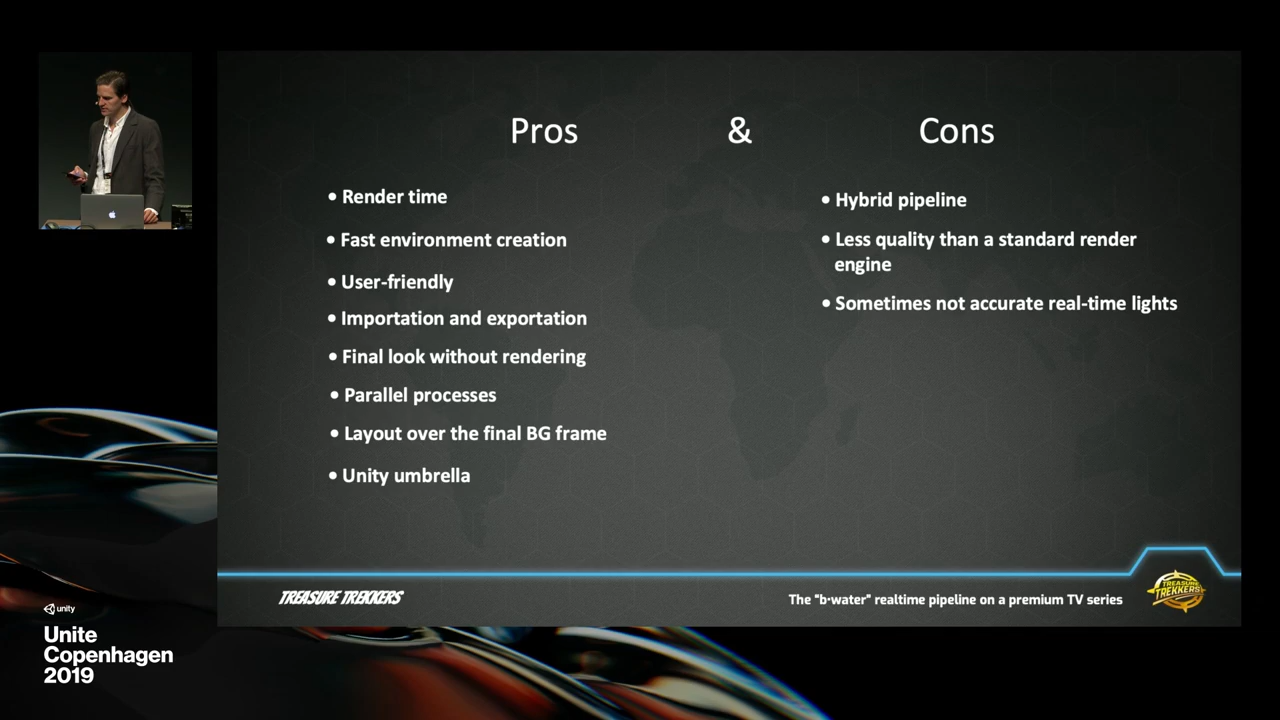 Pros & Cons
• Render time
• Fast environment creation
• User-friendly
• Importation and exportation
• Final look without rendering
• Parallel processes
• Layout over the final BG frame
• Unity umbrella
• Hybrid pipeline
• Less quality than a standard render
engine
• Sometimes not accurate real-time lights
TREASURE TREKKERS
The "b·water" realtime pipeline on a premium TV series
TREASURE
TREKKERS
unity
Unite
Copenhagen
2019